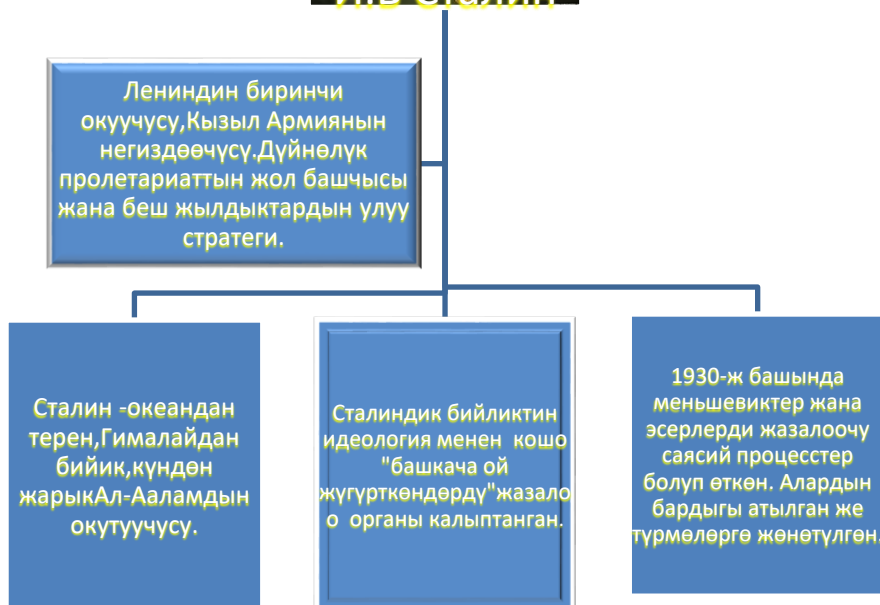 Сталин
Лениндин биринчи
окуучусу,Кызыл Армиянын
негиздөөчүсү.Дүйнөлүк
пролетариаттын жол башчысы
жана беш жылдыктардын улуу
стратеги.
Сталин -океандан
терен,Гималайдан
бийик,күндөн
жарыкАл-Ааламдын
окутуучусу.
Сталиндик бийликтин
идеология менен кошо
"башкача ой
жүгүрткөндөрдү"жазало
о органы калыптанган.
1930-ж башында
меньшевиктер жана
эсерлерди жазалоочу
саясий процесстер
болуп өткөн. Алардын
бардыгы атылган же
түрмөлөргө жөнөтүлгөн.